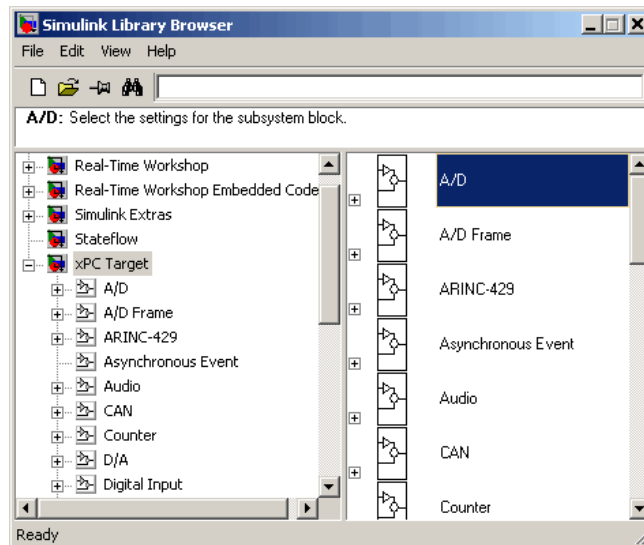 Simulink Library Browser
File Edit View Help
A/D: Select the settings for the subsystem block.
Real-Time Workshop
Real-Time Workshop Embedded Code
Simulink Extras
Stateflow
xPC Target
A/D
A/D Frame
ARINC-429
Asynchronous Event
Audio
CAN
Counter
D/A
Digital Input
A/D
A/D Frame
ARINC-429
Asynchronous Event
Audio
CAN
Counter
Ready